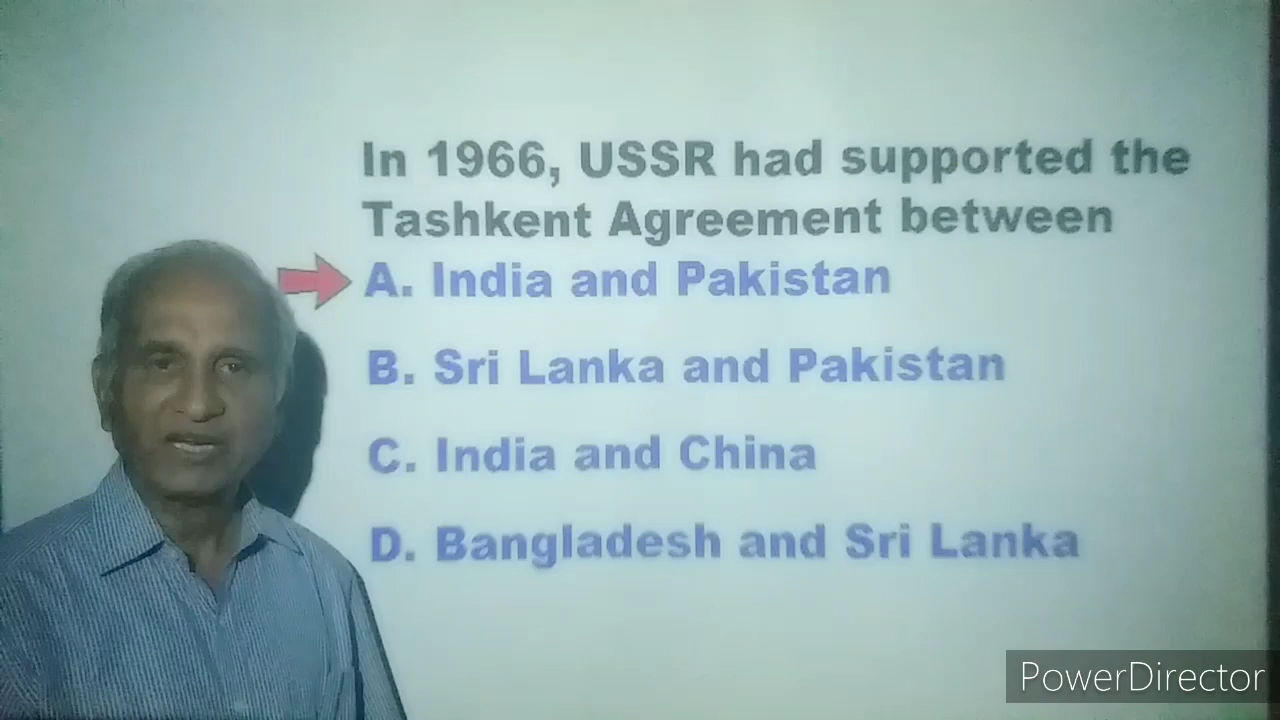 In 1966, USSR had supported the
Tashkent Agreement between
A. India and Pakistan
B. Sri Lanka and Pakistan
C. India and China
D. Bangladesh and Sri Lanka
PowerDirector